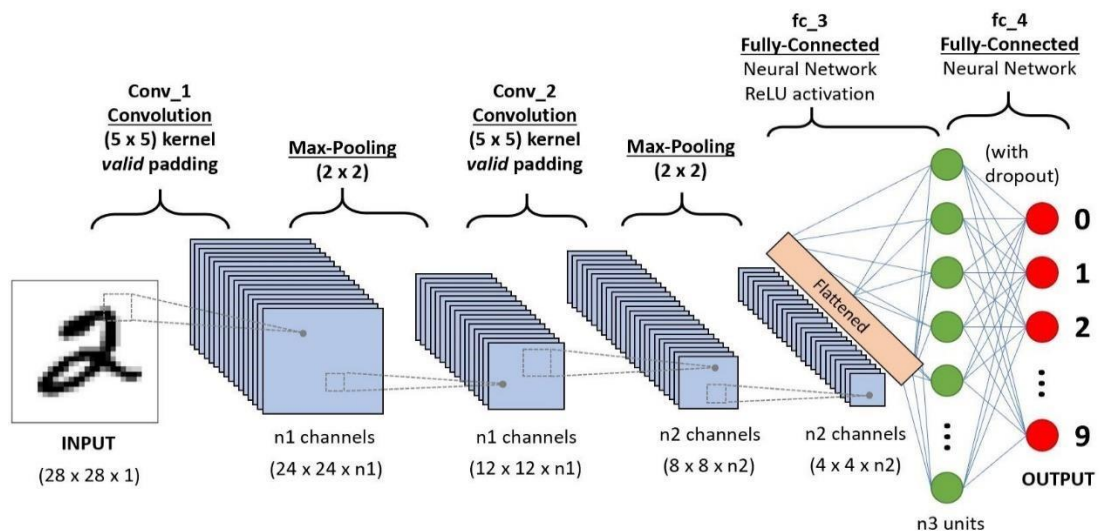 Conv_1
Convolution
(5 x 5) kernel
valid padding
Max-Pooling
(2 x 2)
Conv_2
Convolution
(5 x 5) kernel
valid padding
Max-Pooling
(2 x 2)
fc_3
Fully-Connected
Neural Network
ReLU activation
fc_4
Fully-Connected
Neural Network
(with
dropout)
Flattened
0
1
2
...
9
OUTPUT
...
n3 units
2
INPUT
(28 x 28 x 1)
n1 channels
(24 x 24 x n1)
n1 channels
(12 x 12 x n1)
n2 channels
(8 x 8 x n2)
n2 channels
(4 x 4 x n2)